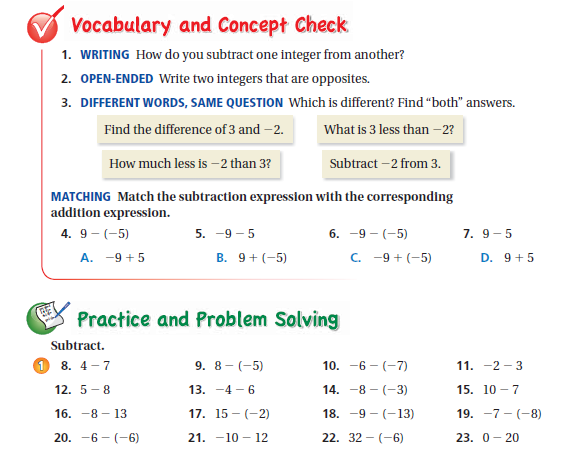 Vocabulary and Concept Check
1. WRITING How do you subtract one integer from another?
2. OPEN-ENDED Write two integers that are opposites.
3. DIFFERENT WORDS, SAME QUESTION Which is different? Find “both” answers.
Find the difference of 3 and −2. What is 3 less than −2?
How much less is −2 than 3? Subtract −2 from 3.
MATCHING Match the subtraction expression with the corresponding
addition expression.
4. 9 − (−5) 5. −9 − 5 6. −9 − (−5) 7. 9 − 5
A. −9 + 5 B. 9 + (−5) C. −9 + (−5) D. 9 + 5
Practice and Problem Solving
Subtract.
1 8. 4 − 7 9. 8 − (−5) 10. −6 − (−7) 11. −2 − 3
12. 5 − 8 13. −4 − 6 14. −8 − (−3) 15. 10 − 7
16. −8 − 13 17. 15 − (−2) 18. −9 − (−13) 19. −7 − (−8)
20. −6 − (−6) 21. −10 − 12 22. 32 − (−6) 23. 0 − 20